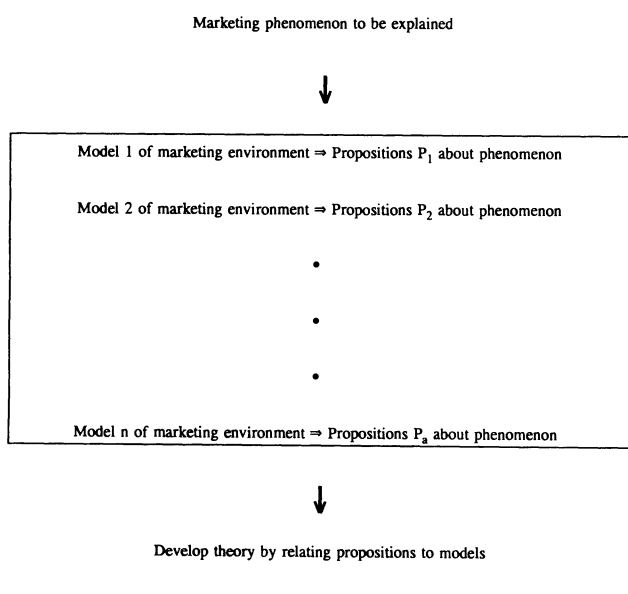 Marketing phenomenon to be explained
Model 1 of marketing environment ⇒ Propositions P₁ about phenomenon
Model 2 of marketing environment ⇒ Propositions P₂ about phenomenon
Model n of marketing environment ⇒ Propositions Pₐ about phenomenon
Develop theory by relating propositions to models